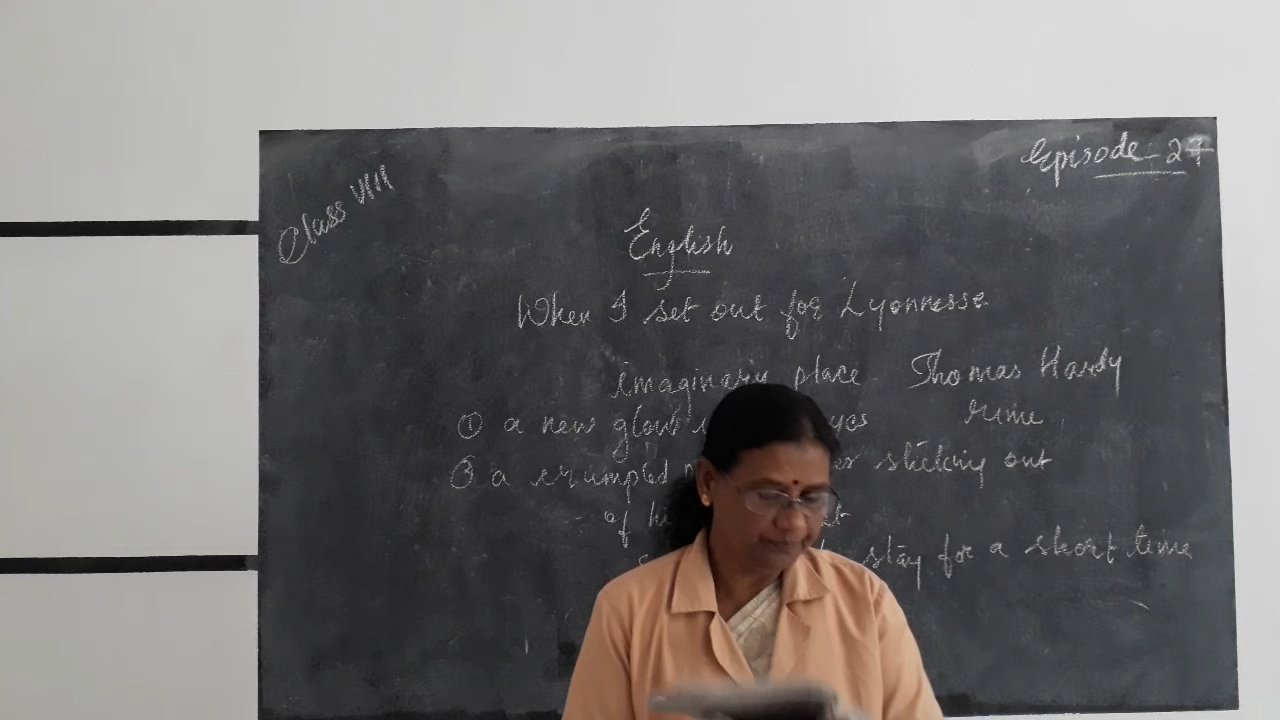 Episode - 27
Class VIII
English
When I set out for Lyonnesse
imaginary place Thomas Hardy
① a new glow yes rime
a crumpled sticking out
of
stay for a short time